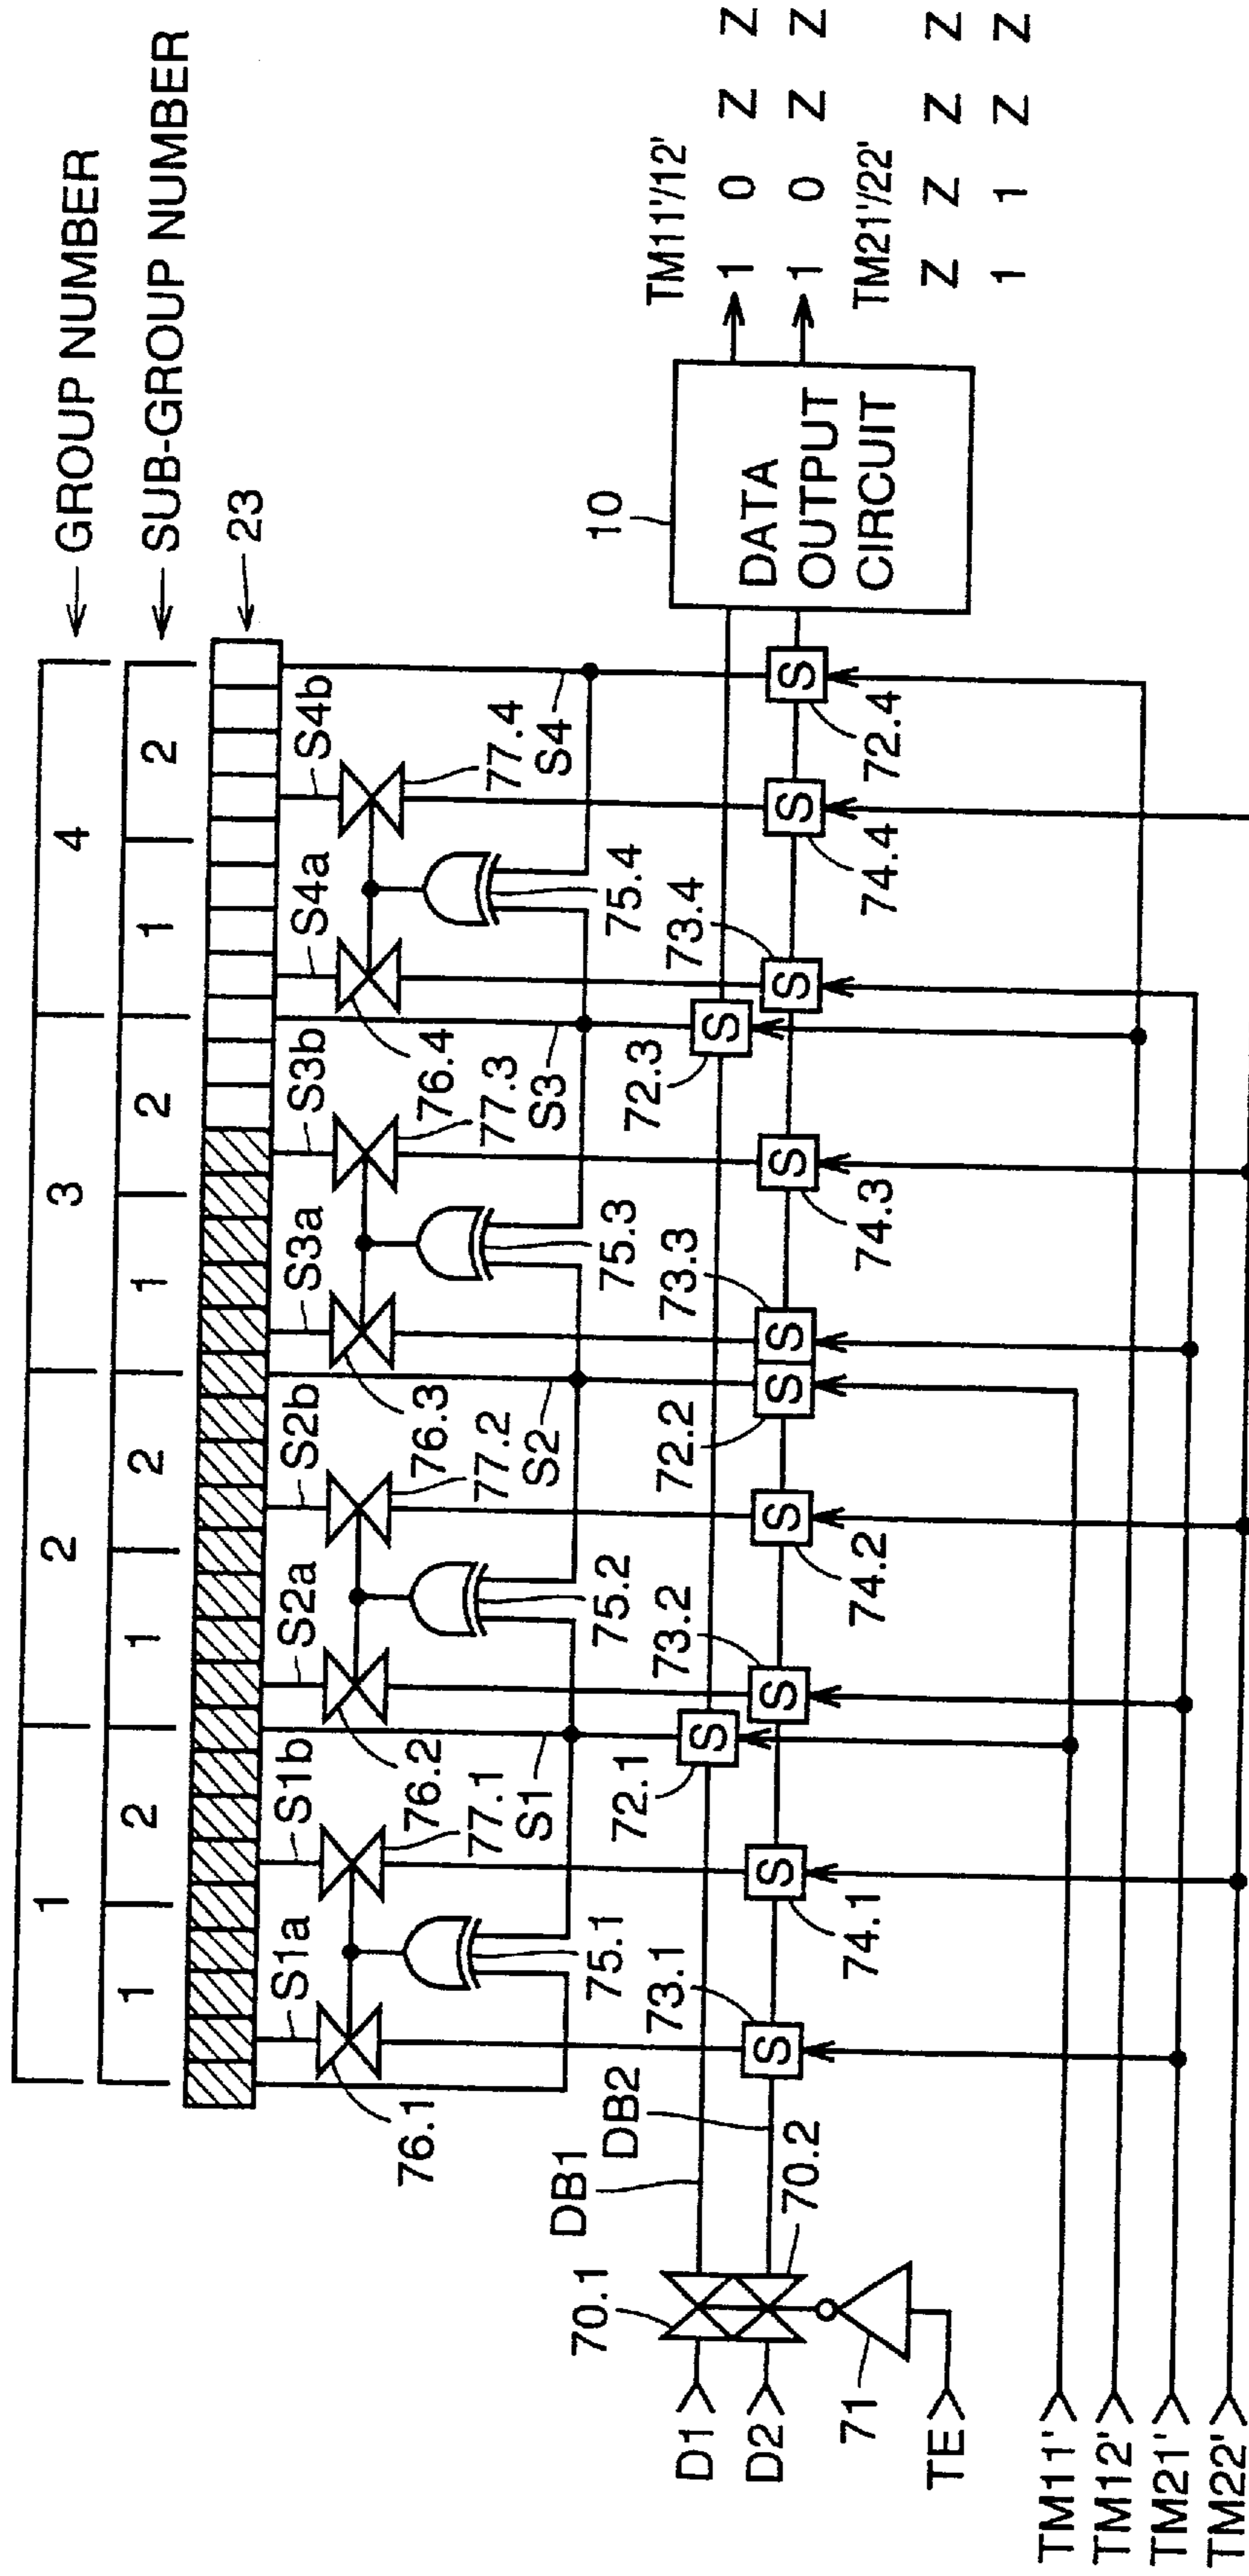 GROUP NUMBER
1 2 3 4
SUB-GROUP NUMBER
1 2 1 2 1 2 1 2
23
S1a S1b S2a S2b S3a S3b S4a S4b
76.1 77.1 76.2 77.2 76.3 77.3 76.4 77.4
S1 S2 S3 S4
75.1 75.2 75.3 75.4
DB1
DB2
70.1
70.2
73.1 74.1 72.1 73.2 74.2 72.2 73.3 74.3 72.3 73.4 74.4 72.4
S S S S S S S S S S S S
10
DATA
OUTPUT
CIRCUIT
TM11'/12'
1 0 Z Z
1 0 Z Z
TM21'/22'
Z Z Z Z
1 1 Z Z
D1
D2
71
TE
TM11'
TM12'
TM21'
TM22'